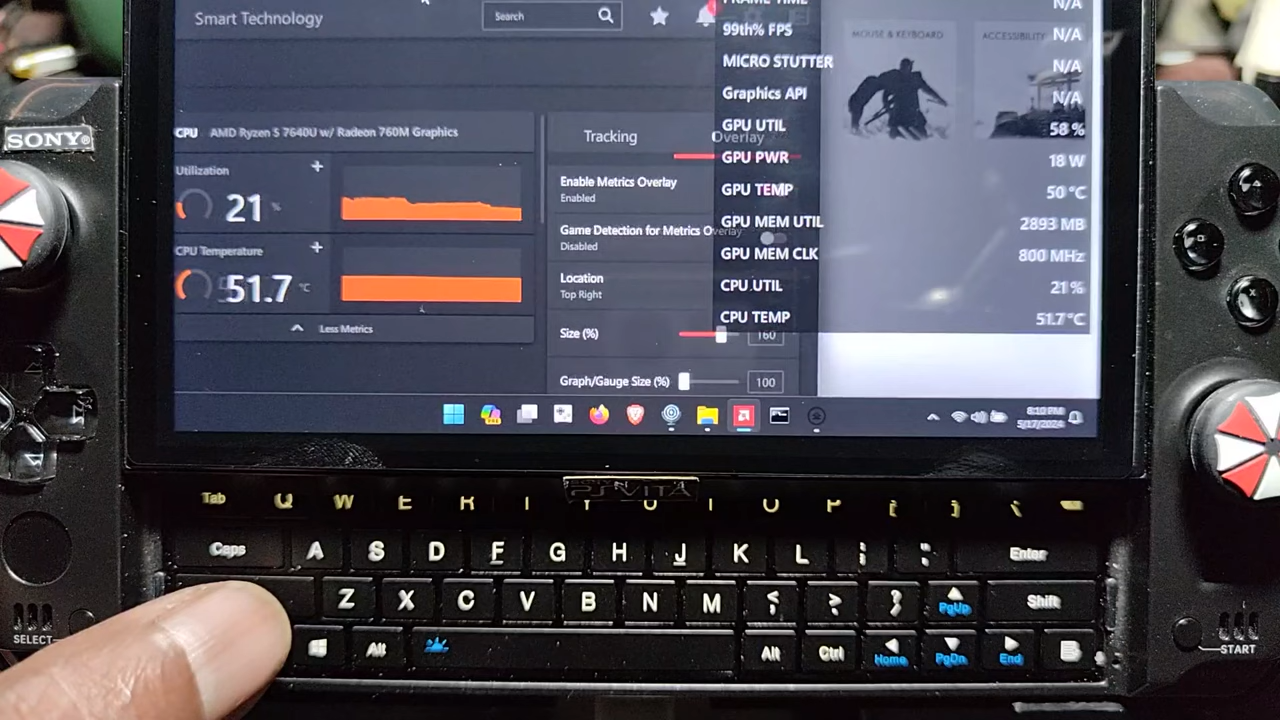 Smart Technology
Search
SONY
CPU AMD Ryzen 5 7640U w/ Radeon 760M Graphics
Utilization
21 %
CPU Temperature
51.7 °C
Less Metrics
Tracking
Overlay
Enable Metrics Overlay
Enabled
Game Detection for Metrics Overlay
Disabled
Location
Top Right
Size (%)
160
Graph/Gauge Size (%)
100
FRAME TIME N/A
99th% FPS N/A
MICRO STUTTER N/A
Graphics API N/A
GPU UTIL 58 %
GPU PWR 18 W
GPU TEMP 50 °C
GPU MEM UTIL 2893 MB
GPU MEM CLK 800 MHz
CPU UTIL 21 %
CPU TEMP 51.7 °C
MOUSE & KEYBOARD
ACCESSIBILITY
8:10 PM
5/17/2024
PSVITA
Tab Q W E R T Y U I O P [ ] \
Caps A S D F G H J K L ; Enter
Z X C V B N M < > ? PgUp Shift
Alt Alt Ctrl Home PgDn End
SELECT
START